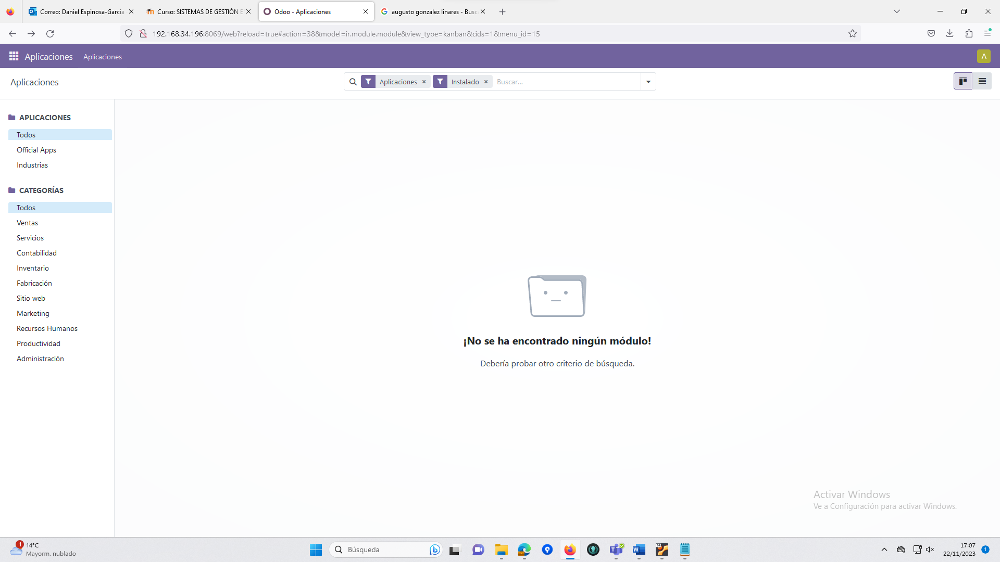 Correo: Daniel Espinosa-Garcia
Curso: SISTEMAS DE GESTIÓN E
Odoo - Aplicaciones
augusto gonzalez linares - Busc
192.168.34.196:8069/web?reload=true#action=38&model=ir.module.module&view_type=kanban&cids=1&menu_id=15
Aplicaciones
Aplicaciones
A
Aplicaciones
Aplicaciones
Instalado
Buscar...
APLICACIONES
Todos
Official Apps
Industrias
CATEGORÍAS
Todos
Ventas
Servicios
Contabilidad
Inventario
Fabricación
Sitio web
Marketing
Recursos Humanos
Productividad
Administración
¡No se ha encontrado ningún módulo!
Debería probar otro criterio de búsqueda.
Activar Windows
Ve a Configuración para activar Windows.
1
14°C
Mayorm. nublado
Búsqueda
17:07
22/11/2023
1